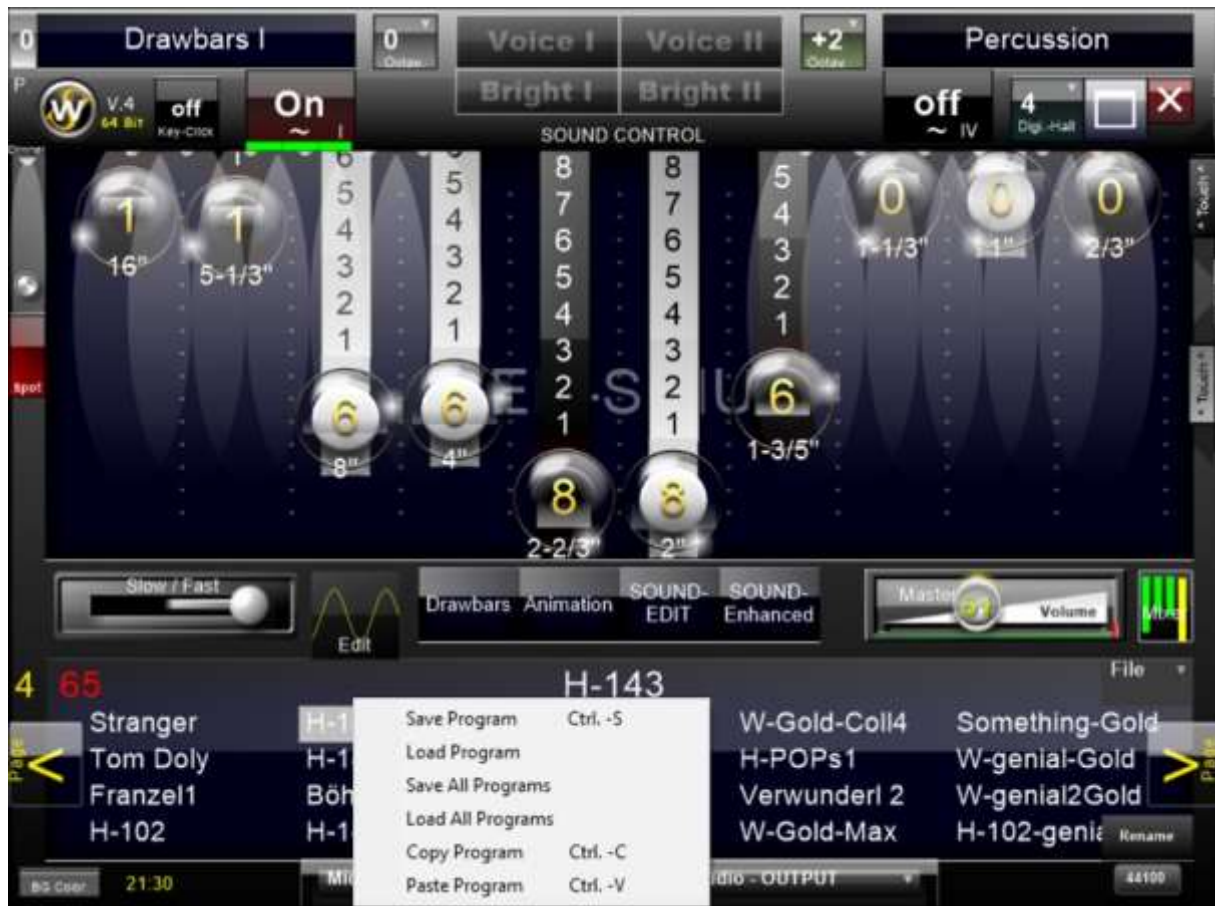 0 Drawbars I 0 Octav Voice I Voice II +2 Octav Percussion
Bright I Bright II
P W V.4 64 Bit off Key-Click On ~ I SOUND CONTROL off ~ IV 4 Digi.-Hall X
6 5 8 8 5
5 4 7 7 4
4 3 6 6 3
3 2 5 5 2
2 1 4 4 1
1 3 3
2 2
1 1
1 1 0 0 0
16" 5-1/3" 1-1/3" 1" 2/3"
^ Touch ^
Spot
^ Touch ^
6 6 6
8" 4" 1-3/5"
8 8
2-2/3" 2"
Slow / Fast
Edit
Drawbars Animation SOUND-EDIT SOUND-Enhanced
Master Volume
4 65 H-143 File
Stranger W-Gold-Coll4 Something-Gold
Tom Doly H-POPs1 W-genial-Gold
Franzel1 Verwunderl 2 W-genial2Gold
H-102 W-Gold-Max
Page < > Page
Save Program Ctrl. -S
Load Program
Save All Programs
Load All Programs
Copy Program Ctrl. -C
Paste Program Ctrl. -V
Rename
21:30 - OUTPUT 44100